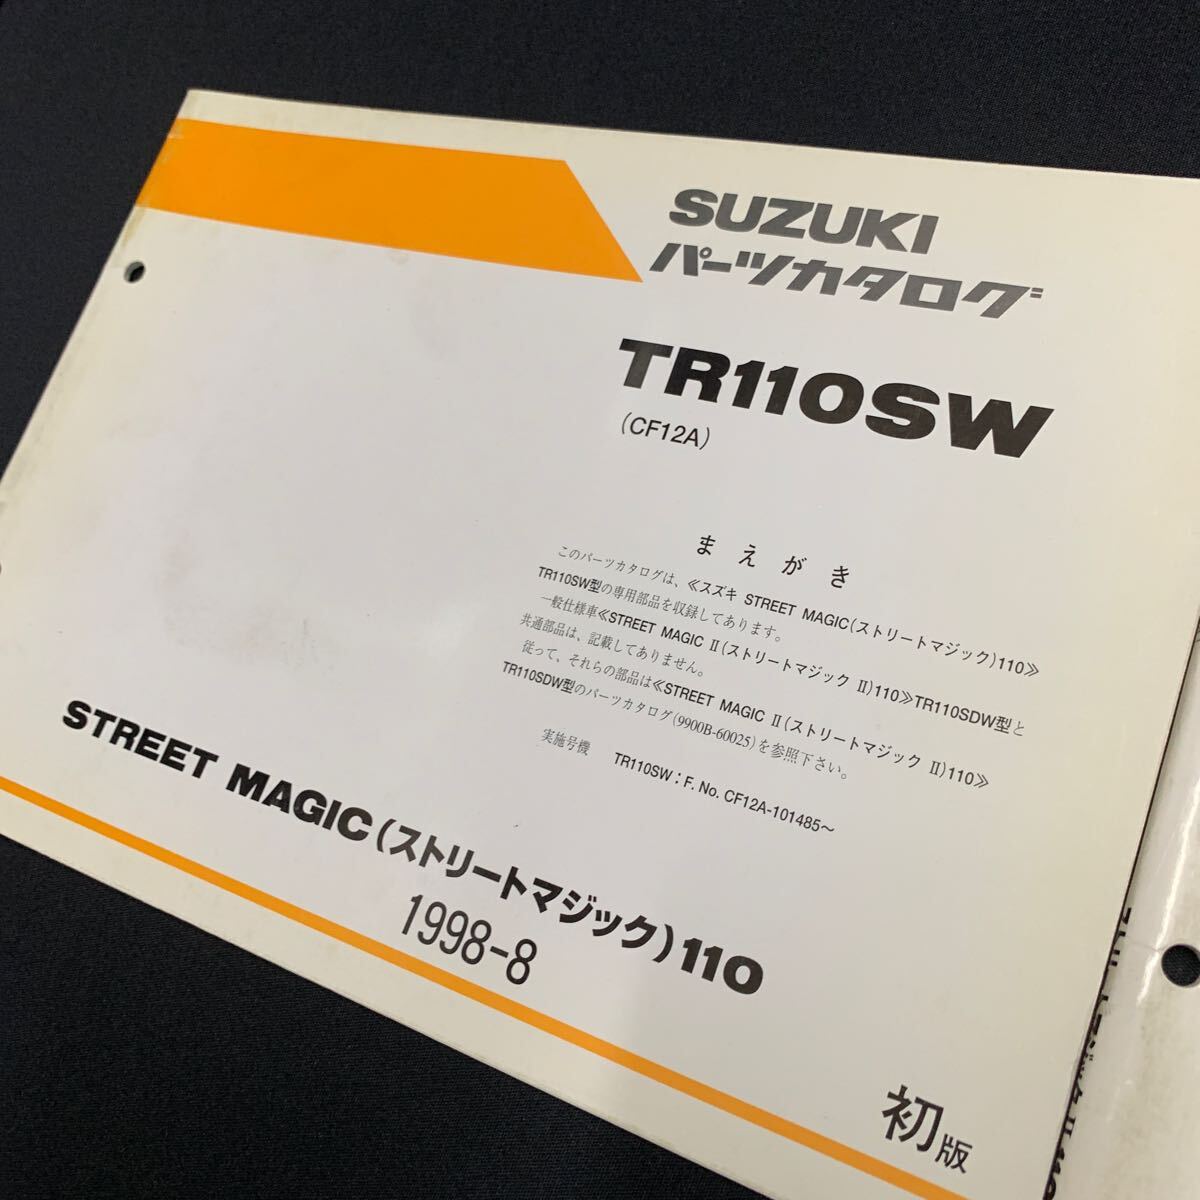 SUZUKI
パーツカタログ
TR110SW
(CF12A)
まえがき
このパーツカタログは、≪スズキ STREET MAGIC(ストリートマジック)110≫
TR110SW型の専用部品を収録してあります。
一般仕様車≪STREET MAGIC Ⅱ(ストリートマジック Ⅱ)110≫TR110SDW型と
共通部品は、記載してありません。
従って、それらの部品は≪STREET MAGIC Ⅱ(ストリートマジック Ⅱ)110≫
TR110SDW型のパーツカタログ(9900B-60025)を参照下さい。
実施号機 TR110SW：F. No. CF12A-101485～
STREET MAGIC(ストリートマジック)110
1998-8
初版